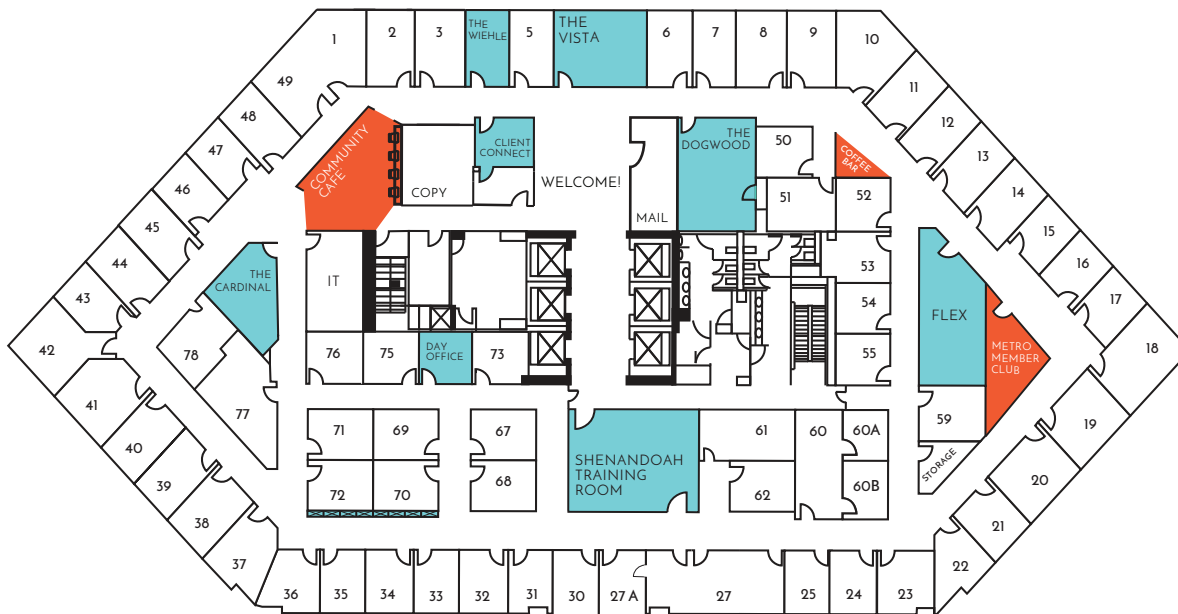 1
2
3
THE
WIEHLE
5
THE
VISTA
6
7
8
9
10
49
11
48
12
47
13
46
14
45
15
44
16
43
17
42
18
COMMUNITY
CAFE
COPY
CLIENT
CONNECT
WELCOME!
MAIL
THE
DOGWOOD
50
51
COFFEE
BAR
52
53
54
55
THE
CARDINAL
IT
FLEX
METRO
MEMBER
CLUB
78
77
76
75
DAY
OFFICE
73
59
STORAGE
41
40
39
38
37
19
20
21
22
71
69
67
72
70
68
SHENANDOAH
TRAINING
ROOM
61
60
60A
62
60B
36
35
34
33
32
31
30
27 A
27
25
24
23